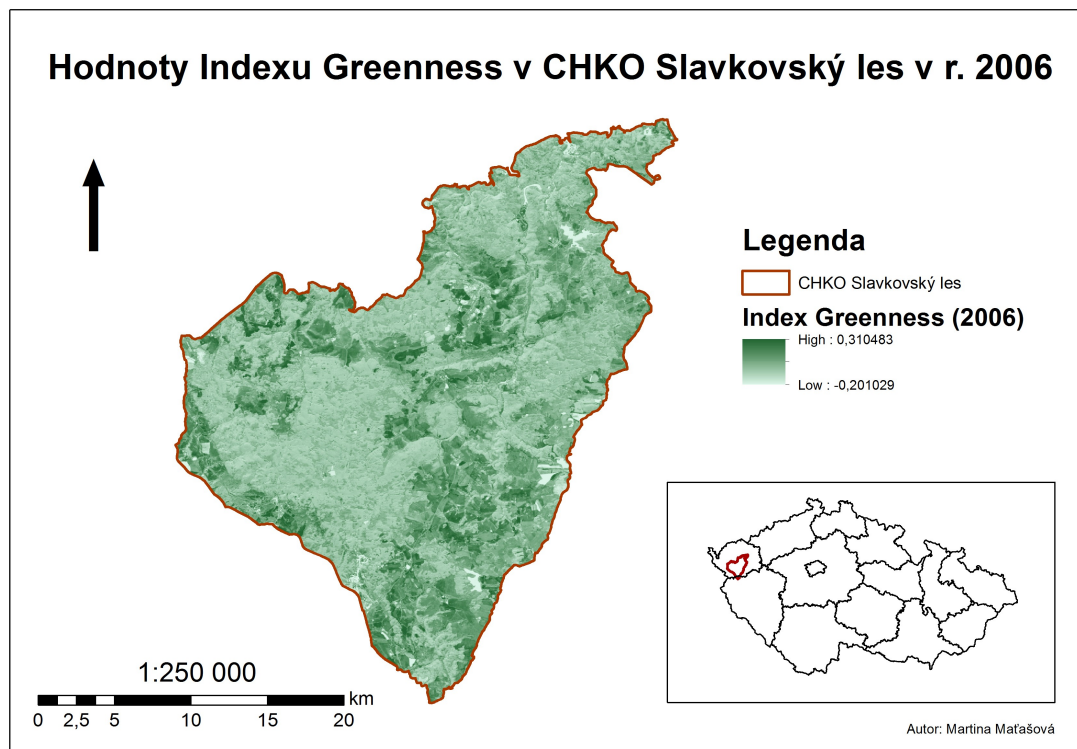 Hodnoty Indexu Greenness v CHKO Slavkovský les v r. 2006
Legenda
CHKO Slavkovský les
Index Greenness (2006)
High : 0,310483
Low : -0,201029
1:250 000
km
0 2,5 5 10 15 20
Autor: Martina Maťašová